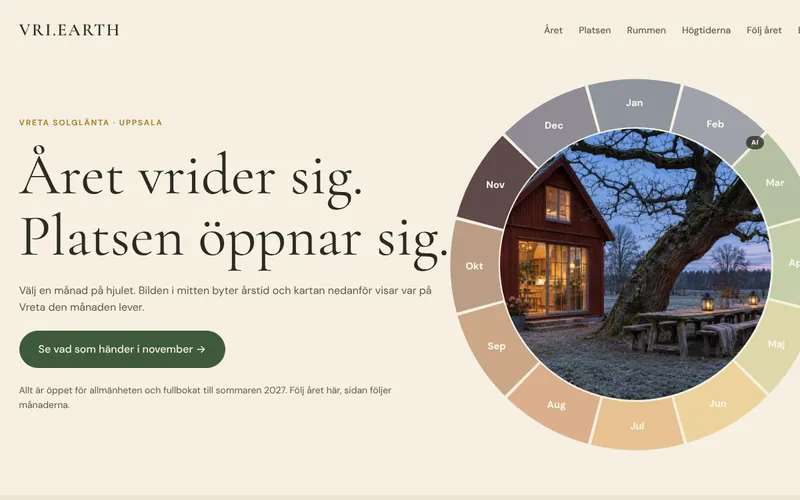 VRI.EARTH
Året
Platsen
Rummen
Högtiderna
Följ året
VRETA SOLGLÄNTA · UPPSALA
Året vrider sig.
Platsen öppnar sig.
Välj en månad på hjulet. Bilden i mitten byter årstid och kartan nedanför visar var på
Vreta den månaden lever.
Se vad som händer i november →
Allt är öppet för allmänheten och fullbokat till sommaren 2027. Följ året här, sidan följer
månaderna.
Jan
Feb
AI
Mar
Maj
Jun
Jul
Aug
Sep
Okt
Nov
Dec